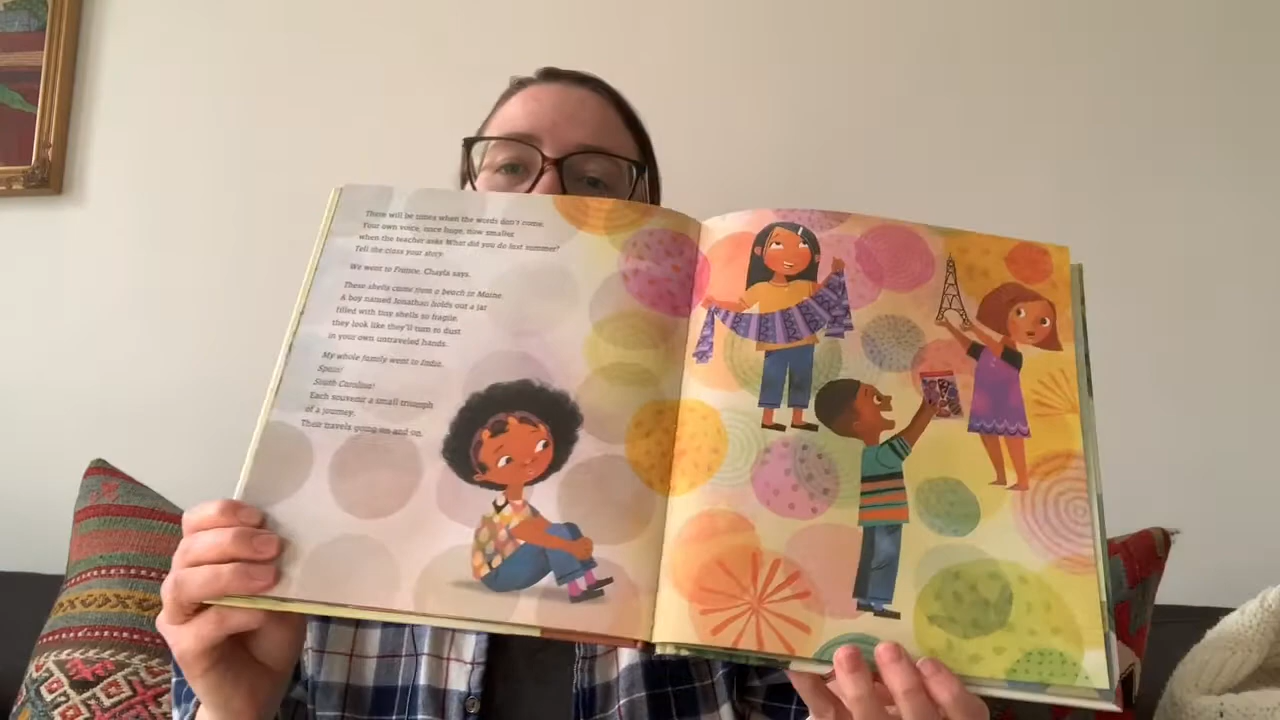 There will be times when the words don't come.
Your own voice, once huge, now smaller
when the teacher asks What did you do last summer?
Tell the class your story.
We went to France, Chayla says.
These shells came from a beach in Maine.
A boy named Jonathan holds out a jar
filled with tiny shells so fragile,
they look like they'll turn to dust
in your own untraveled hands.
My whole family went to India.
Spain!
South Carolina!
Each souvenir a small triumph
of a journey.
Their travels going on and on.